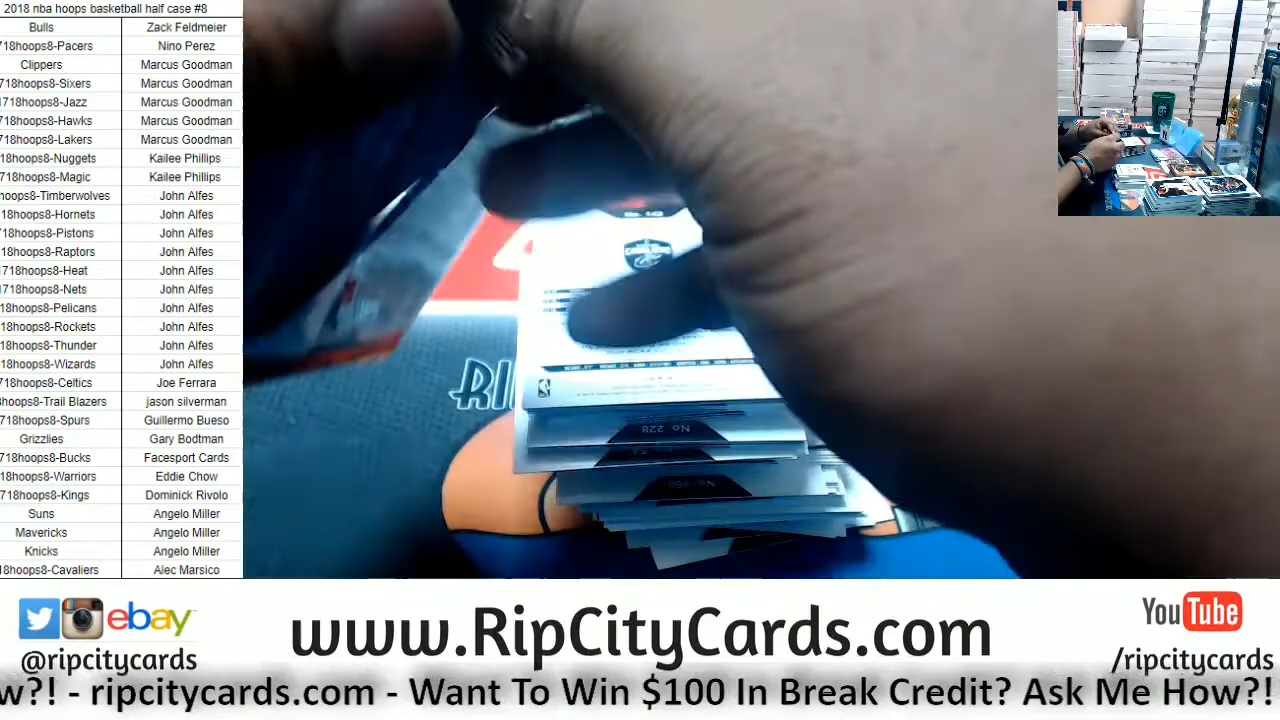 2018 nba hoops basketball half case #8
Bulls Zack Feldmeier
718hoops8-Pacers Nino Perez
Clippers Marcus Goodman
718hoops8-Sixers Marcus Goodman
1718hoops8-Jazz Marcus Goodman
718hoops8-Hawks Marcus Goodman
718hoops8-Lakers Marcus Goodman
18hoops8-Nuggets Kailee Phillips
718hoops8-Magic Kailee Phillips
hoops8-Timberwolves John Alfes
18hoops8-Hornets John Alfes
718hoops8-Pistons John Alfes
18hoops8-Raptors John Alfes
1718hoops8-Heat John Alfes
718hoops8-Nets John Alfes
18hoops8-Pelicans John Alfes
18hoops8-Rockets John Alfes
18hoops8-Thunder John Alfes
18hoops8-Wizards John Alfes
718hoops8-Celtics Joe Ferrara
hoops8-Trail Blazers jason silverman
718hoops8-Spurs Guillermo Bueso
Grizzlies Gary Bodtman
718hoops8-Bucks Facesport Cards
18hoops8-Warriors Eddie Chow
718hoops8-Kings Dominick Rivolo
Suns Angelo Miller
Mavericks Angelo Miller
Knicks Angelo Miller
18hoops8-Cavaliers Alec Marsico
RI
No. 228
ebay
@ripcitycards
www.RipCityCards.com
YouTube
/ripcitycards
w?! - ripcitycards.com - Want To Win $100 In Break Credit? Ask Me How?!